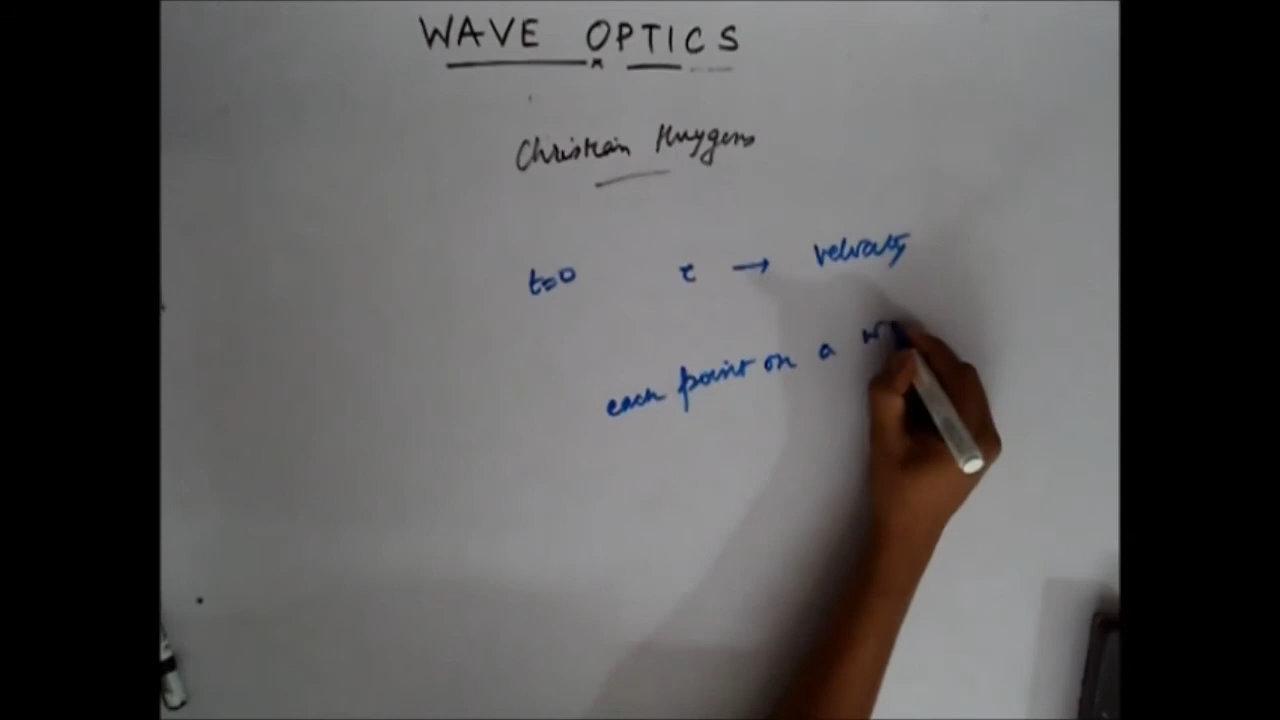 WAVE OPTICS
Christian Huygens
t=0 τ → velocity
each point on a w